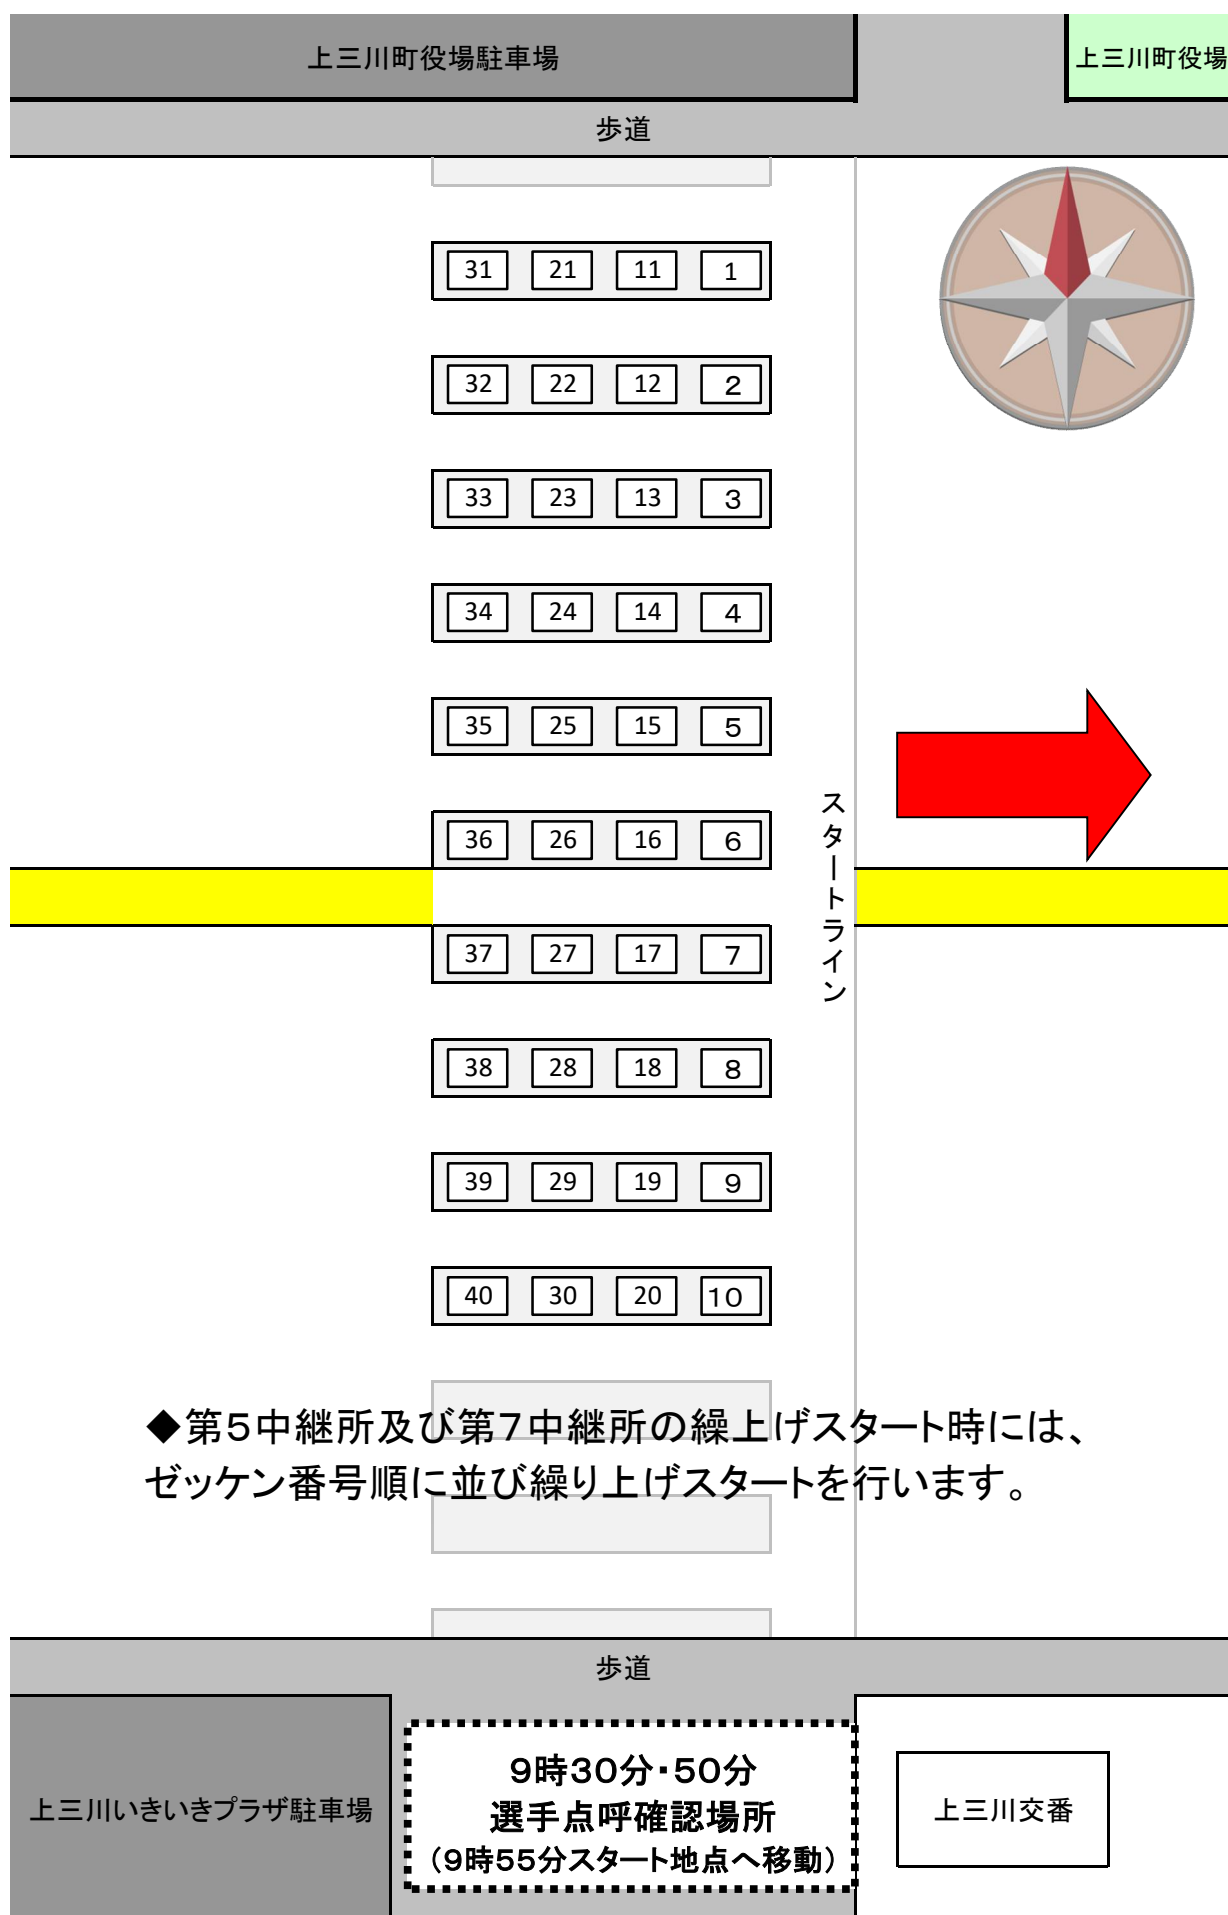 上三川町役場駐車場
上三川町役場
歩道
31 21 11 1
32 22 12 2
33 23 13 3
34 24 14 4
35 25 15 5
36 26 16 6
スタートライン
37 27 17 7
38 28 18 8
39 29 19 9
40 30 20 10
◆第5中継所及び第7中継所の繰上げスタート時には、
ゼッケン番号順に並び繰り上げスタートを行います。
歩道
上三川いきいきプラザ駐車場
9時30分・50分
選手点呼確認場所
(9時55分スタート地点へ移動)
上三川交番